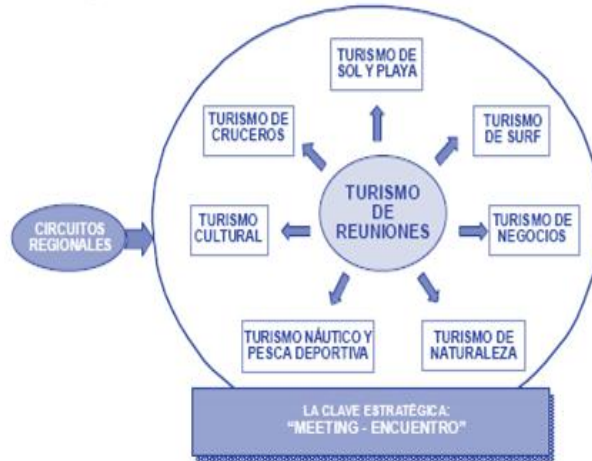 TURISMO DE
SOL Y PLAYA
TURISMO DE
CRUCEROS
TURISMO
DE SURF
TURISMO
DE
REUNIONES
CIRCUITOS
REGIONALES
TURISMO
CULTURAL
TURISMO DE
NEGOCIOS
TURISMO NÁUTICO Y
PESCA DEPORTIVA
TURISMO DE
NATURALEZA
LA CLAVE ESTRATÉGICA:
"MEETING - ENCUENTRO"